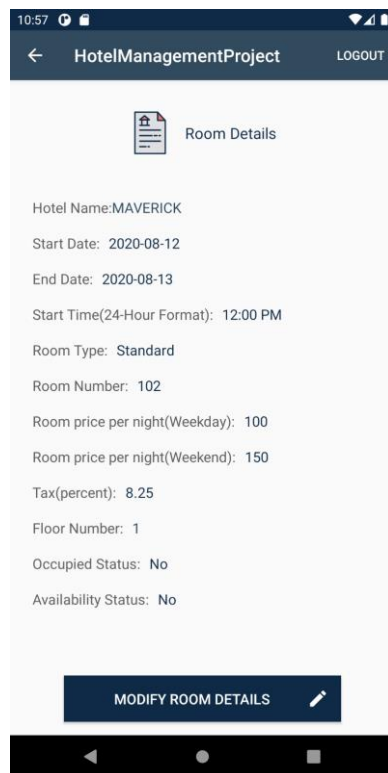 10:57
HotelManagementProject
LOGOUT
Room Details
Hotel Name:MAVERICK
Start Date: 2020-08-12
End Date: 2020-08-13
Start Time(24-Hour Format): 12:00 PM
Room Type: Standard
Room Number: 102
Room price per night(Weekday): 100
Room price per night(Weekend): 150
Tax(percent): 8.25
Floor Number: 1
Occupied Status: No
Availability Status: No
MODIFY ROOM DETAILS